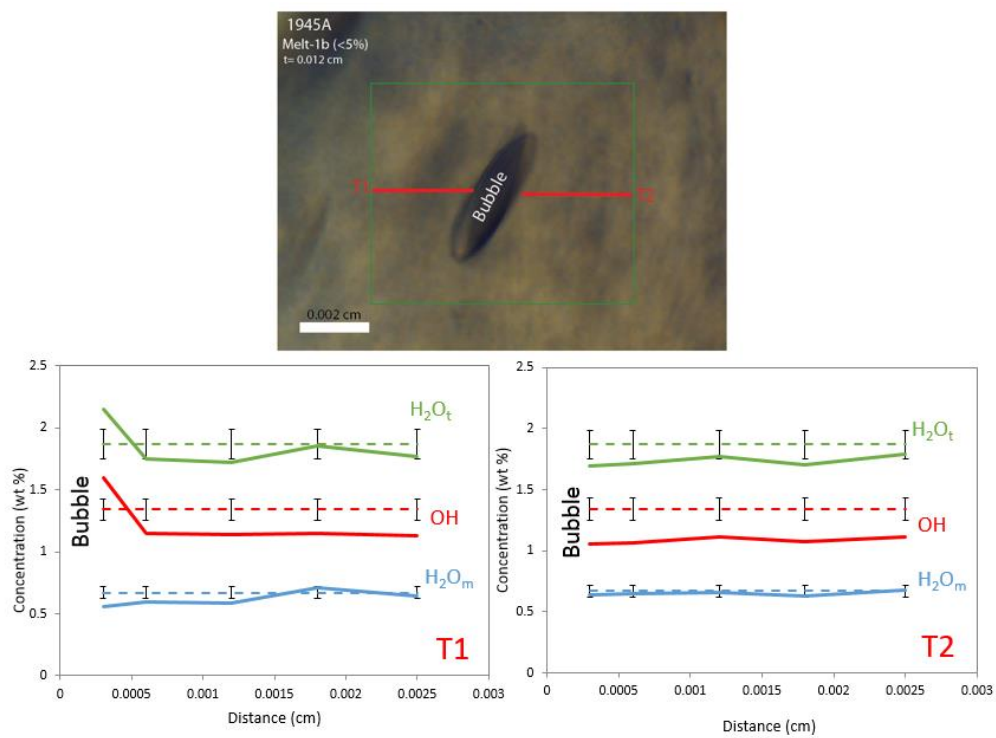 1945A
Melt-1b (<5%)
t= 0.012 cm
T1
Bubble
T2
0.002 cm
2.5
2
1.5
1
0.5
0
Concentration (wt %)
Bubble
H₂Oₜ
OH
H₂Oₘ
T1
0 0.0005 0.001 0.0015 0.002 0.0025 0.003
Distance (cm)
2.5
2
1.5
1
0.5
0
Concentration (wt %)
Bubble
H₂Oₜ
OH
H₂Oₘ
T2
0 0.0005 0.001 0.0015 0.002 0.0025 0.003
Distance (cm)